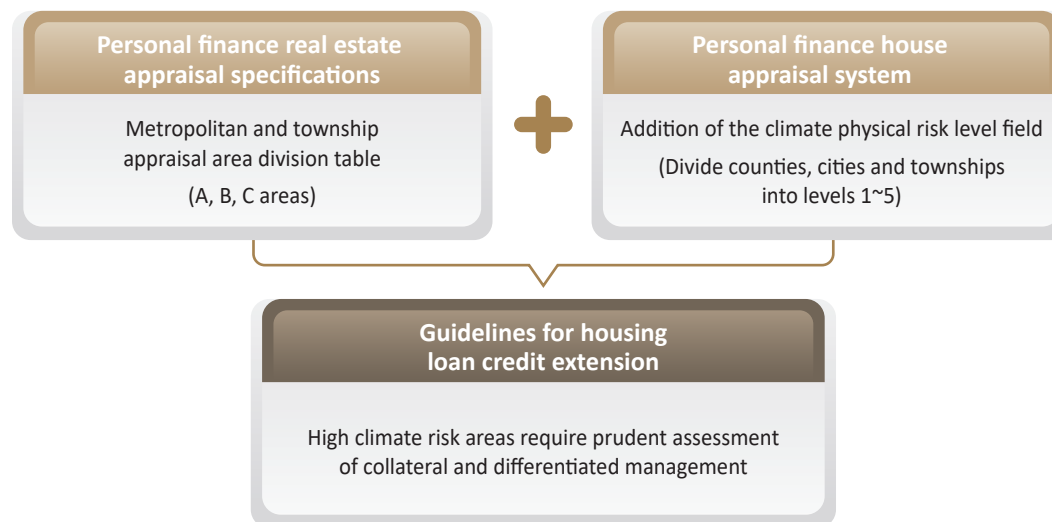 Personal finance real estate
appraisal specifications
Metropolitan and township
appraisal area division table
(A, B, C areas)
Personal finance house
appraisal system
Addition of the climate physical risk level field
(Divide counties, cities and townships
into levels 1~5)
Guidelines for housing
loan credit extension
High climate risk areas require prudent assessment
of collateral and differentiated management